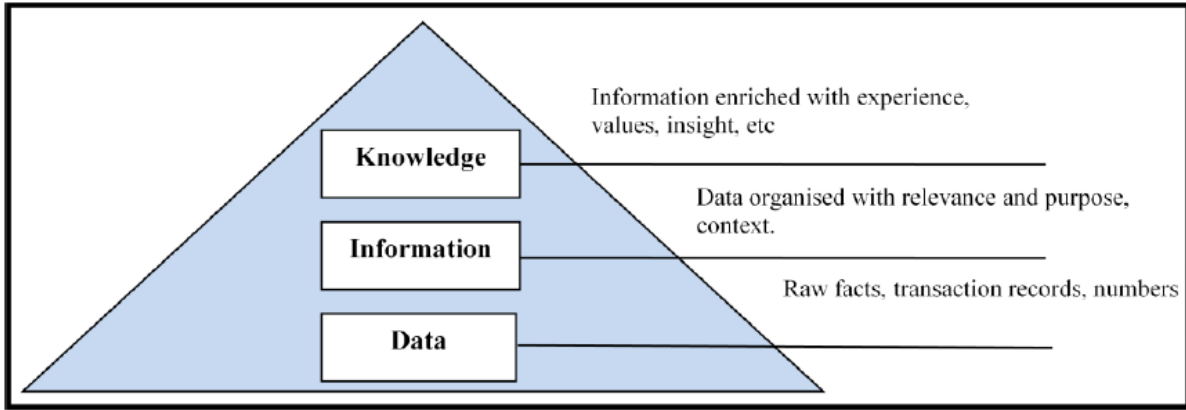 Information enriched with experience,
values, insight, etc
Knowledge
Data organised with relevance and purpose,
context.
Information
Raw facts, transaction records, numbers
Data